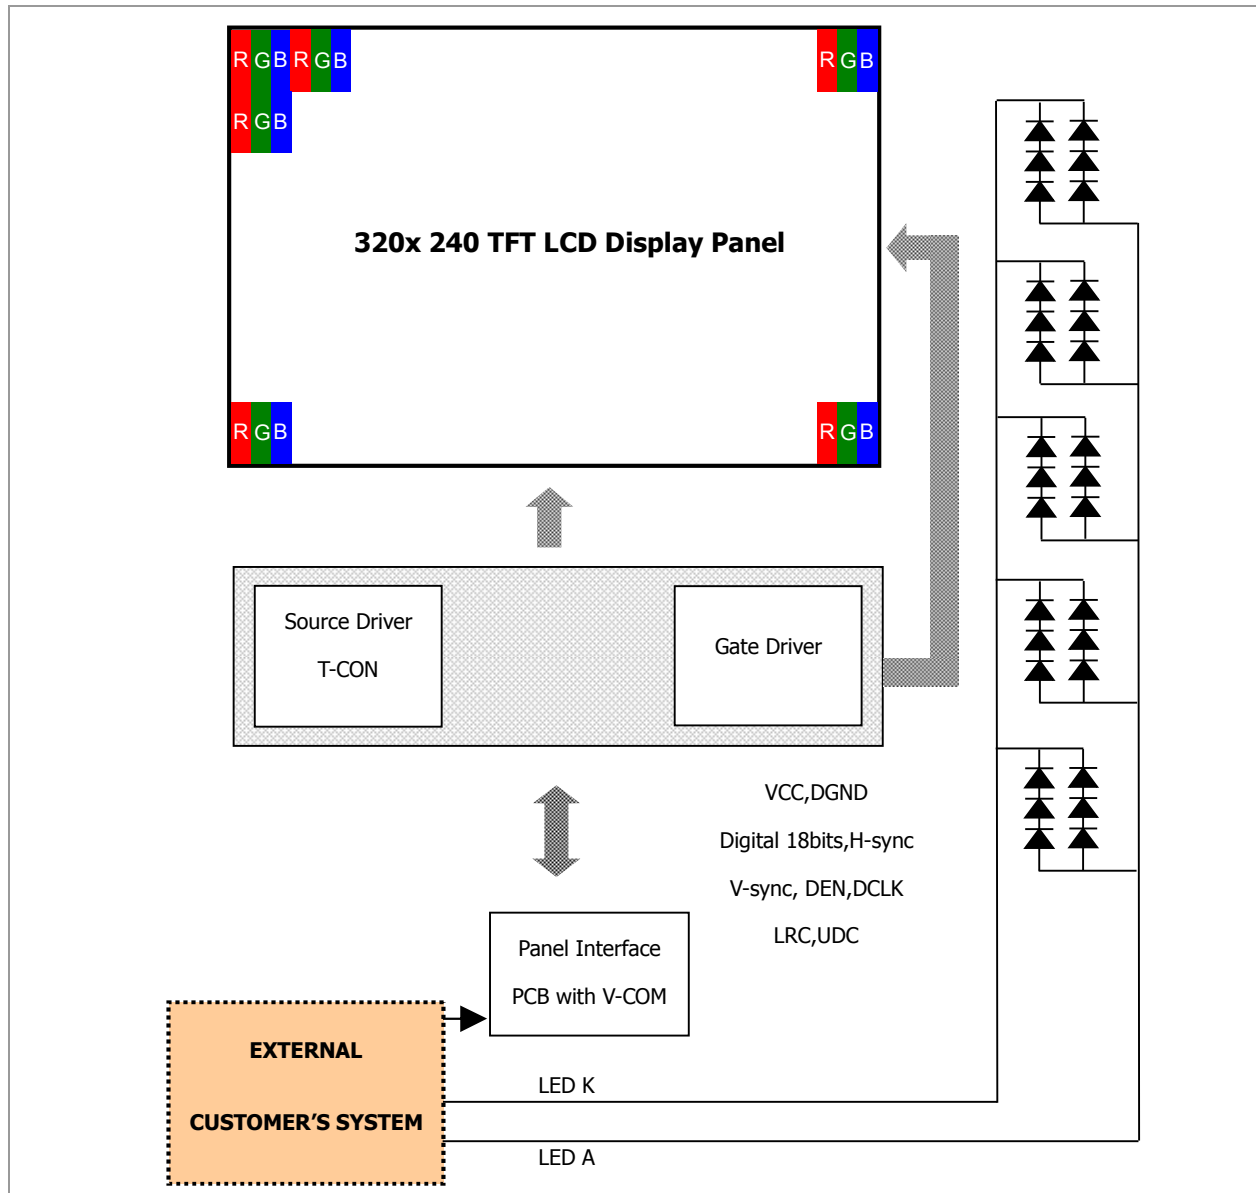 RGBRGB
RGB
RGB
320x 240 TFT LCD Display Panel
RGB
RGB
Source Driver
T-CON
Gate Driver
VCC,DGND
Digital 18bits,H-sync
V-sync, DEN,DCLK
LRC,UDC
Panel Interface
PCB with V-COM
EXTERNAL
CUSTOMER'S SYSTEM
LED K
LED A